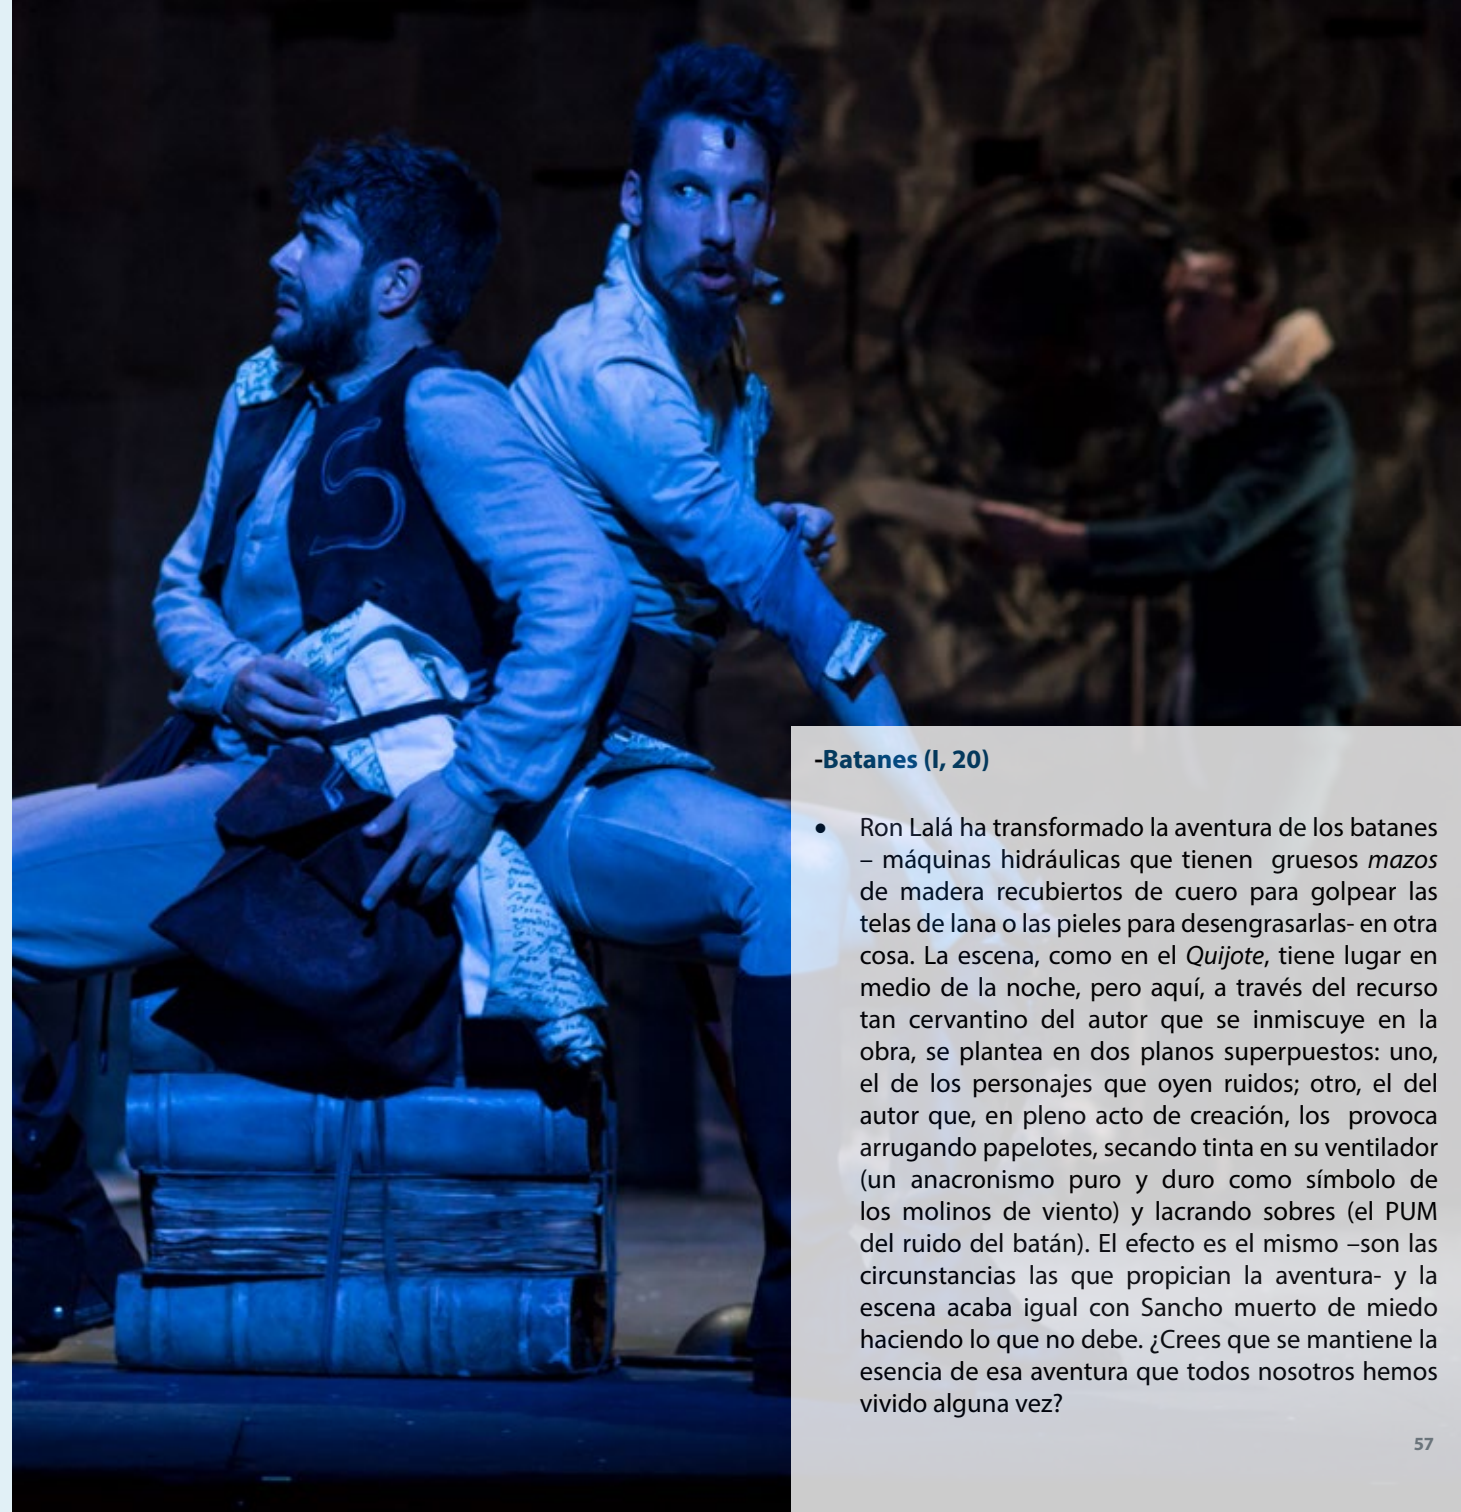 -Batanes (I, 20)
• Ron Lalá ha transformado la aventura de los batanes
– máquinas hidráulicas que tienen gruesos mazos
de madera recubiertos de cuero para golpear las
telas de lana o las pieles para desengrasarlas- en otra
cosa. La escena, como en el Quijote, tiene lugar en
medio de la noche, pero aquí, a través del recurso
tan cervantino del autor que se inmiscuye en la
obra, se plantea en dos planos superpuestos: uno,
el de los personajes que oyen ruidos; otro, el del
autor que, en pleno acto de creación, los provoca
arrugando papelotes, secando tinta en su ventilador
(un anacronismo puro y duro como símbolo de
los molinos de viento) y lacrando sobres (el PUM
del ruido del batán). El efecto es el mismo –son las
circunstancias las que propician la aventura- y la
escena acaba igual con Sancho muerto de miedo
haciendo lo que no debe. ¿Crees que se mantiene la
esencia de esa aventura que todos nosotros hemos
vivido alguna vez?
57
S